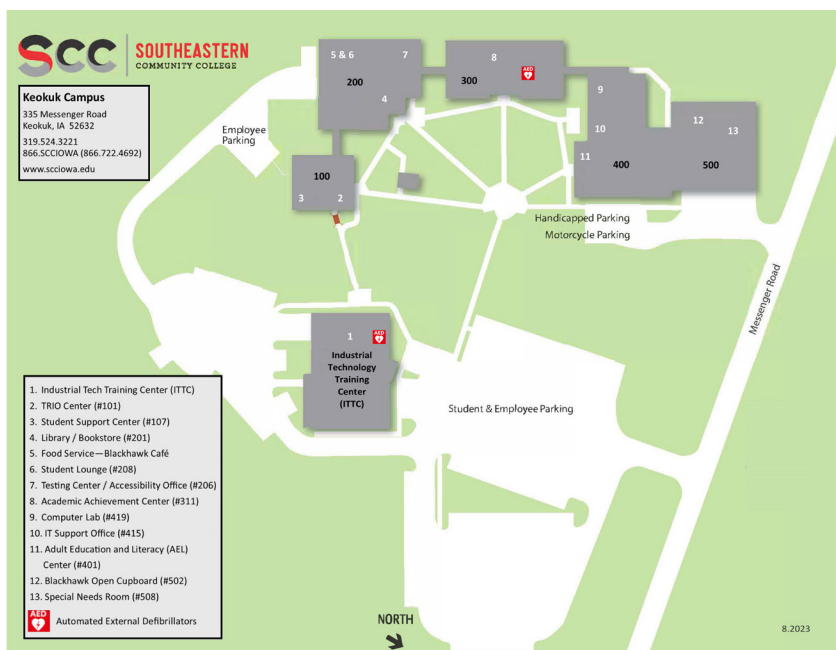 SCC
SOUTHEASTERN
COMMUNITY COLLEGE
Keokuk Campus
335 Messenger Road
Keokuk, IA 52632
319.524.3221
866.SCCIOWA (866.722.4692)
www.scciowa.edu
Employee
Parking
5 & 6
7
200
4
8
300
AED
9
10
11
400
12
13
500
100
3
2
Handicapped Parking
Motorcycle Parking
Messenger Road
1
AED
Industrial
Technology
Training
Center
(ITTC)
Student & Employee Parking
1. Industrial Tech Training Center (ITTC)
2. TRIO Center (#101)
3. Student Support Center (#107)
4. Library / Bookstore (#201)
5. Food Service—Blackhawk Café
6. Student Lounge (#208)
7. Testing Center / Accessibility Office (#206)
8. Academic Achievement Center (#311)
9. Computer Lab (#419)
10. IT Support Office (#415)
11. Adult Education and Literacy (AEL)
Center (#401)
12. Blackhawk Open Cupboard (#502)
13. Special Needs Room (#508)
AED
Automated External Defibrillators
NORTH
8.2023